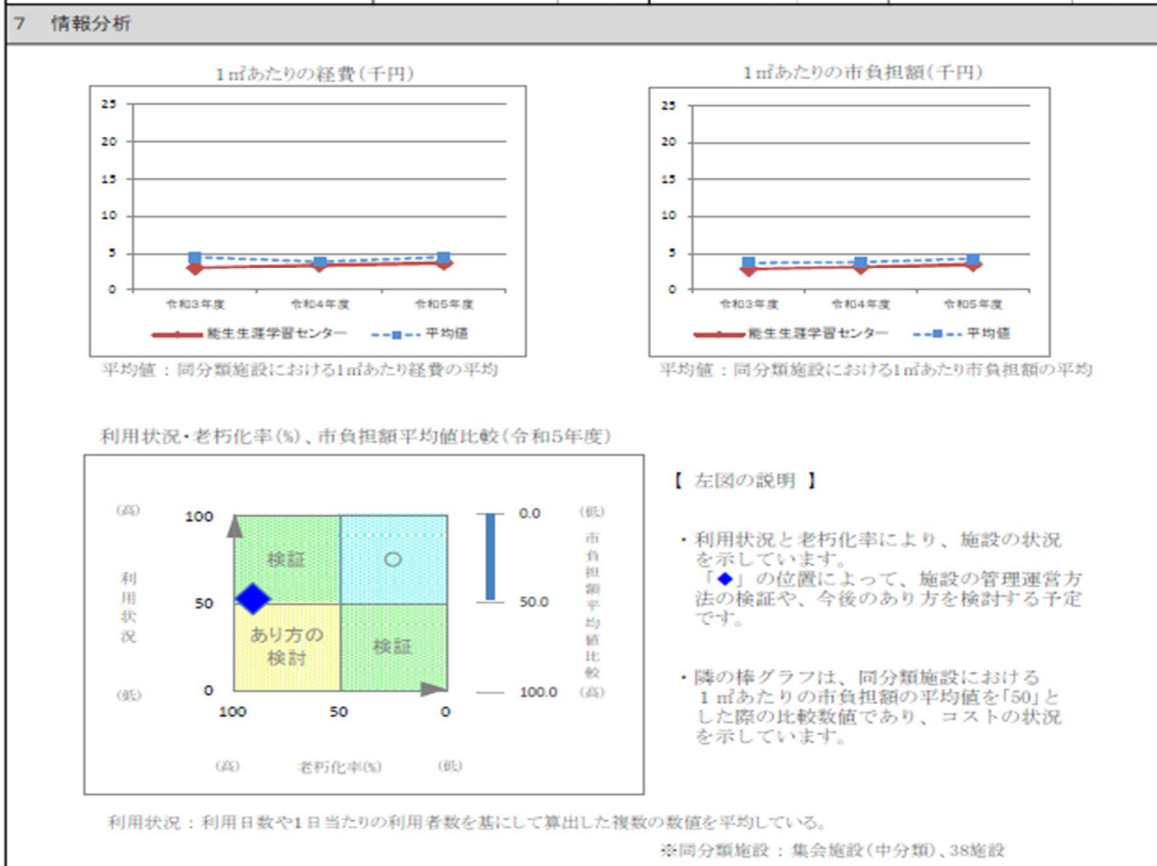 7　情報分析
1㎡あたりの経費(千円)
25
20
15
10
5
0
令和3年度　令和4年度　令和5年度
能生生涯学習センター　平均値
平均値：同分類施設における1㎡あたり経費の平均
1㎡あたりの市負担額(千円)
25
20
15
10
5
0
令和3年度　令和4年度　令和5年度
能生生涯学習センター　平均値
平均値：同分類施設における1㎡あたり市負担額の平均
利用状況・老朽化率(%)、市負担額平均値比較(令和5年度)
(高)
利用状況
(低)
100
50
0
検証　○
あり方の
検討
検証
100　50　0
(高)　老朽化率(%)　(低)
0.0
50.0
100.0
(低)
市負担額平均値比較
(高)
【 左図の説明 】
・利用状況と老朽化率により、施設の状況
を示しています。
「◆」の位置によって、施設の管理運営方
法の検証や、今後のあり方を検討する予定
です。
・隣の棒グラフは、同分類施設における
1㎡あたりの市負担額の平均値を「50」と
した際の比較数値であり、コストの状況
を示しています。
利用状況：利用日数や1日当たりの利用者数を基にして算出した複数の数値を平均している。
※同分類施設：集会施設(中分類)、38施設